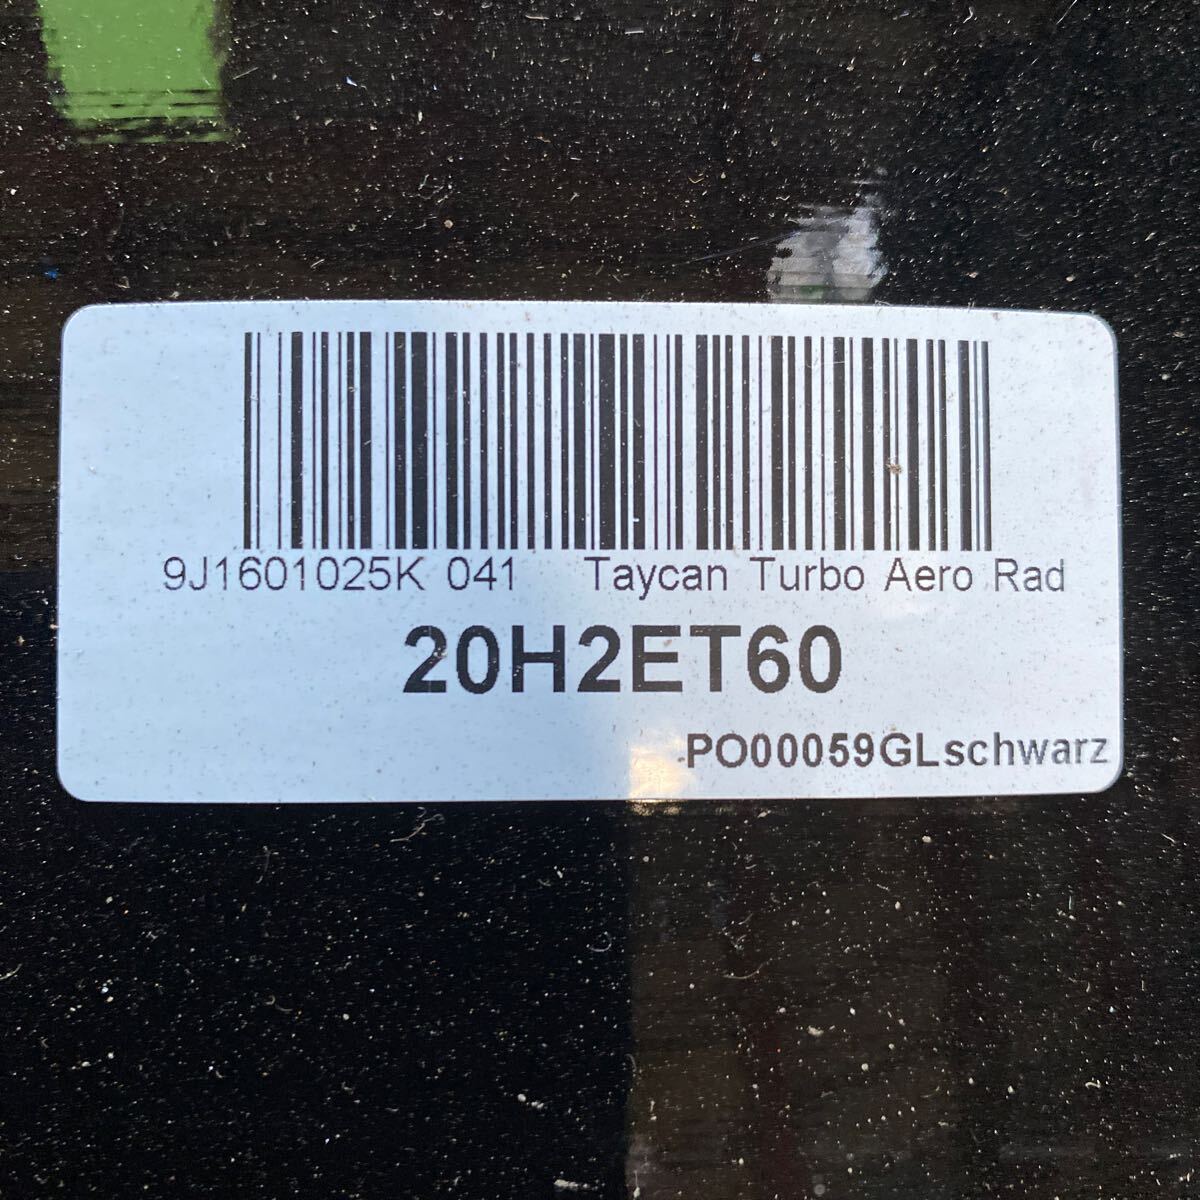 9J1601025K 041 Taycan Turbo Aero Rad
20H2ET60
PO00059GLschwarz